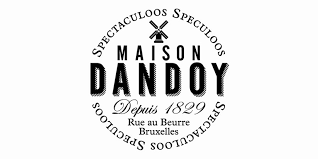 SPECTACULOOS SPECULOOS
MAISON
DANDOY
Depuis 1829
Rue au Beurre
Bruxelles
SPECTACULOOS SPECULOOS